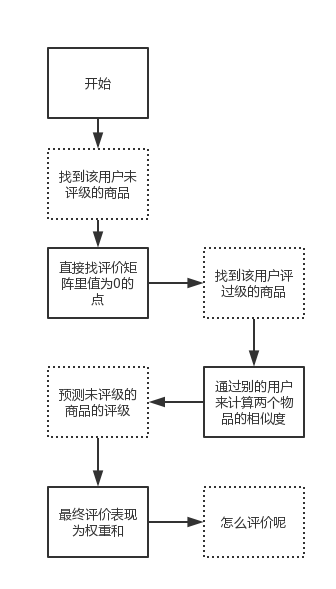 开始
找到该用户未
评级的商品
直接找评价矩
阵里值为0的
点
找到该用户评
过级的商品
通过别的用户
来计算两个物
品的相似度
预测未评级的
商品的评级
最终评价表现
为权重和
怎么评价呢